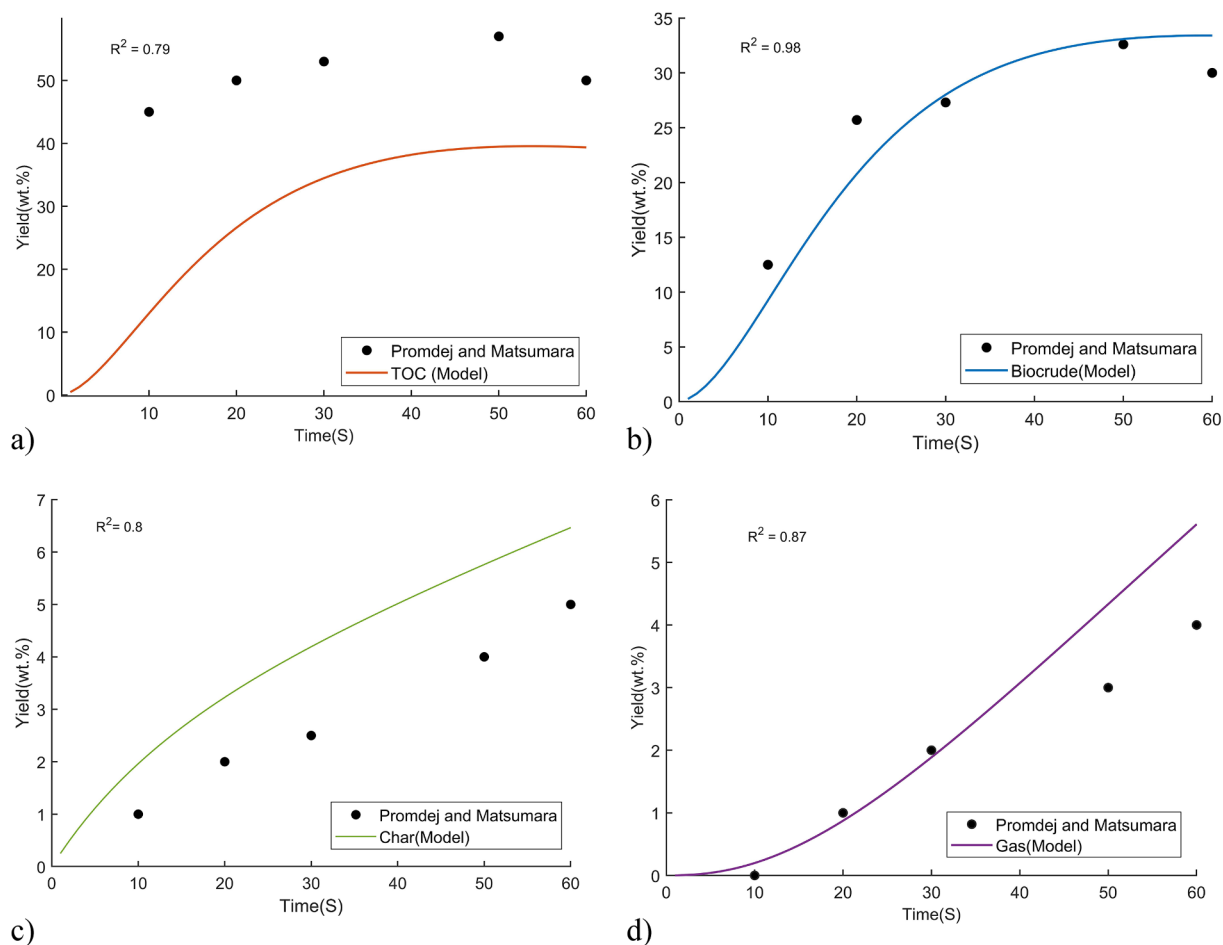 R² = 0.79
50
40
30
20
10
0
Yield(wt.%)
10 20 30 40 50 60
Time(S)
Promdej and Matsumara
TOC (Model)
a)
R² = 0.98
35
30
25
20
15
10
5
0
Yield(wt.%)
0 10 20 30 40 50 60
Time(S)
Promdej and Matsumara
Biocrude(Model)
b)
R²= 0.8
7
6
5
4
3
2
1
0
Yield(wt.%)
0 10 20 30 40 50 60
Time(S)
Promdej and Matsumara
Char(Model)
c)
R² = 0.87
6
5
4
3
2
1
0
Yield(wt.%)
0 10 20 30 40 50 60
Time(S)
Promdej and Matsumara
Gas(Model)
d)